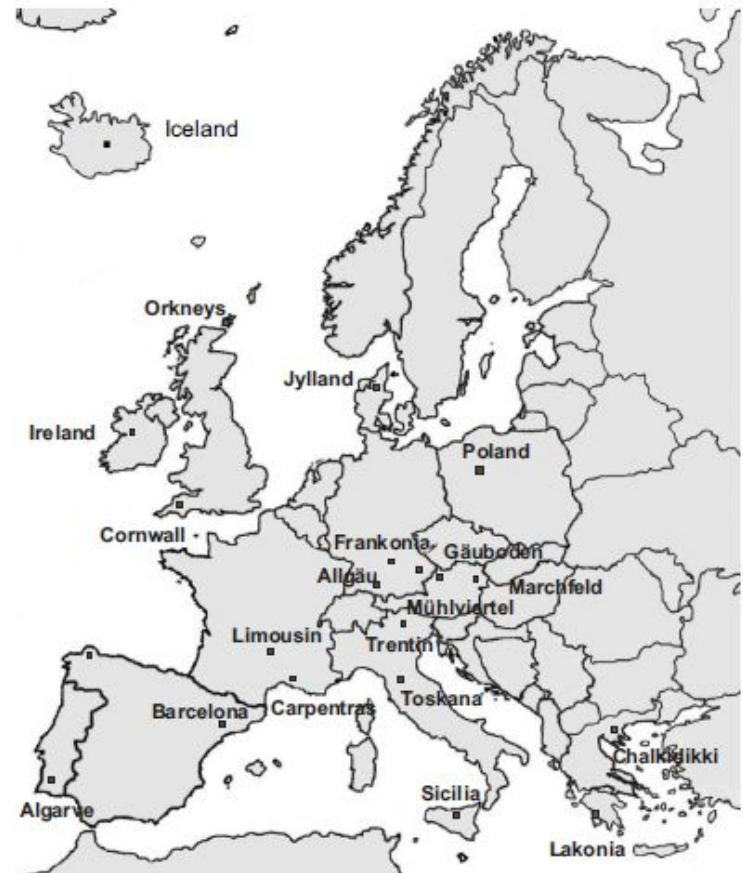 Iceland
Orkneys
Jylland
Ireland
Poland
Cornwall
Frankonia
Gäuboden
Allgäu
Marchfeld
Mühlviertel
Limousin
Trentin
Toskana
Carpentras
Barcelona
Chalkidikki
Sicilia
Algarve
Lakonia